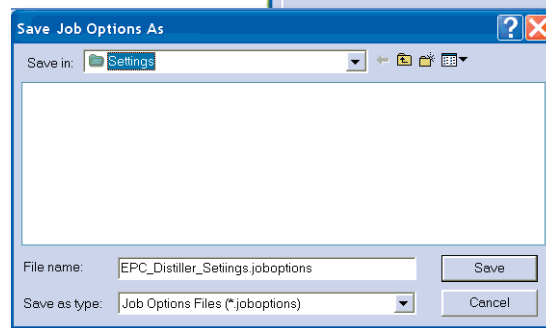 Save Job Options As
Save in: Settings
File name: EPC_Distiller_Setiings.joboptions Save
Save as type: Job Options Files (*.joboptions) Cancel